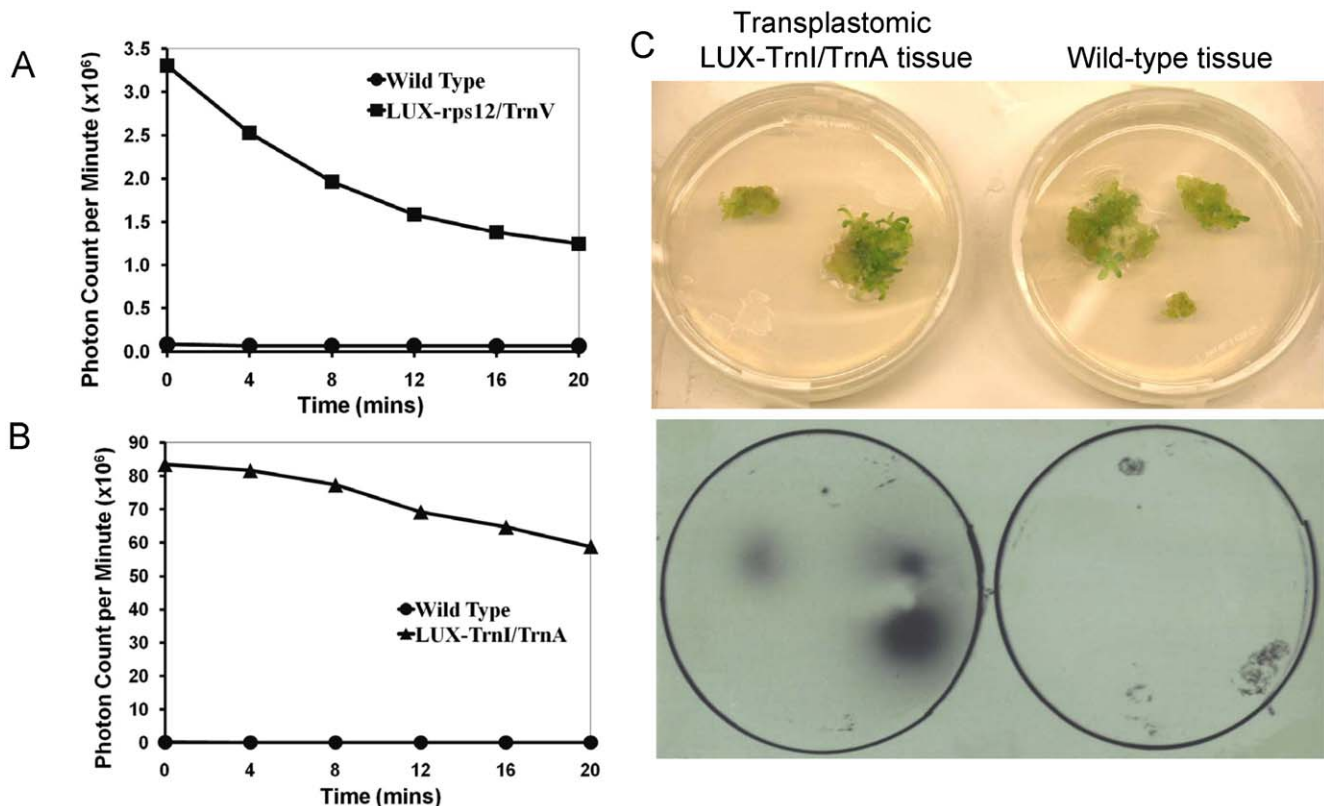 A
Photon Count per Minute (x10⁶)
3.5
3.0
2.5
2.0
1.5
1.0
0.5
0.0
0 4 8 12 16 20
Time (mins)
Wild Type
LUX-rps12/TrnV
B
Photon Count per Minute (x10⁶)
90
80
70
60
50
40
30
20
10
0
0 4 8 12 16 20
Time (mins)
Wild Type
LUX-TrnI/TrnA
C
Transplastomic
LUX-TrnI/TrnA tissue
Wild-type tissue